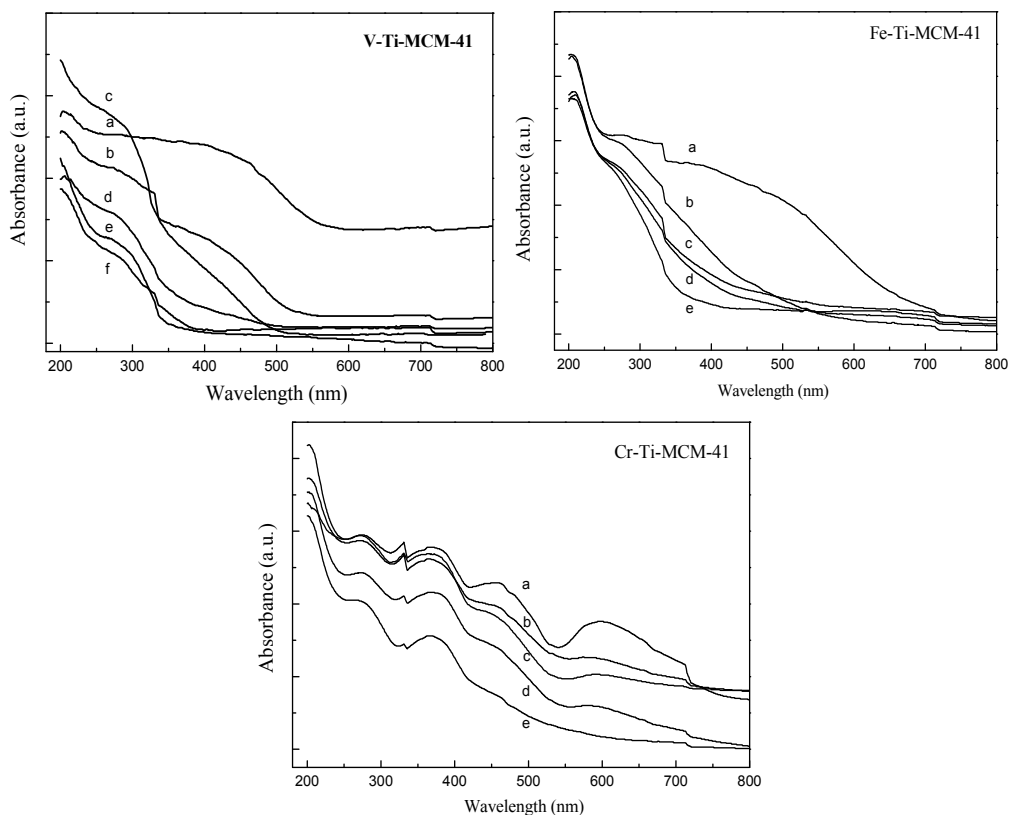 V-Ti-MCM-41
Absorbance (a.u.)
c
a
b
d
e
f
200 300 400 500 600 700 800
Wavelength (nm)
Fe-Ti-MCM-41
Absorbance (a.u.)
a
b
c
d
e
200 300 400 500 600 700 800
Wavelength (nm)
Cr-Ti-MCM-41
Absorbance (a.u.)
a
b
c
d
e
200 300 400 500 600 700 800
Wavelength (nm)